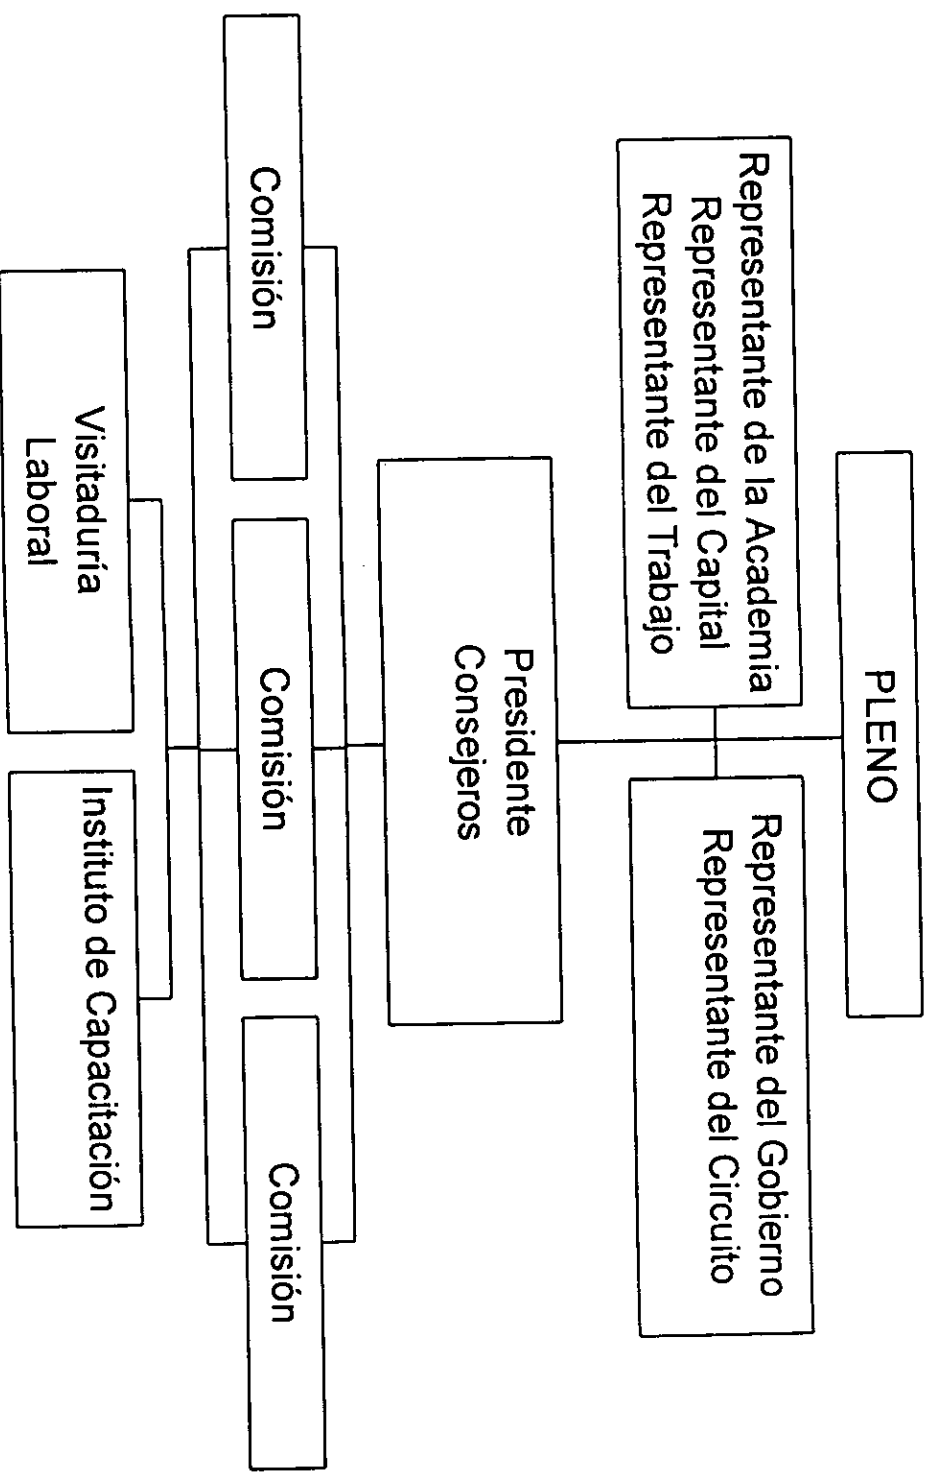 PLENO
Representante de la Academia
Representante del Capital
Representante del Trabajo
Representante del Gobierno
Representante del Circuito
Presidente
Consejeros
Comisión
Comisión
Comisión
Visitaduría
Laboral
Instituto de Capacitación